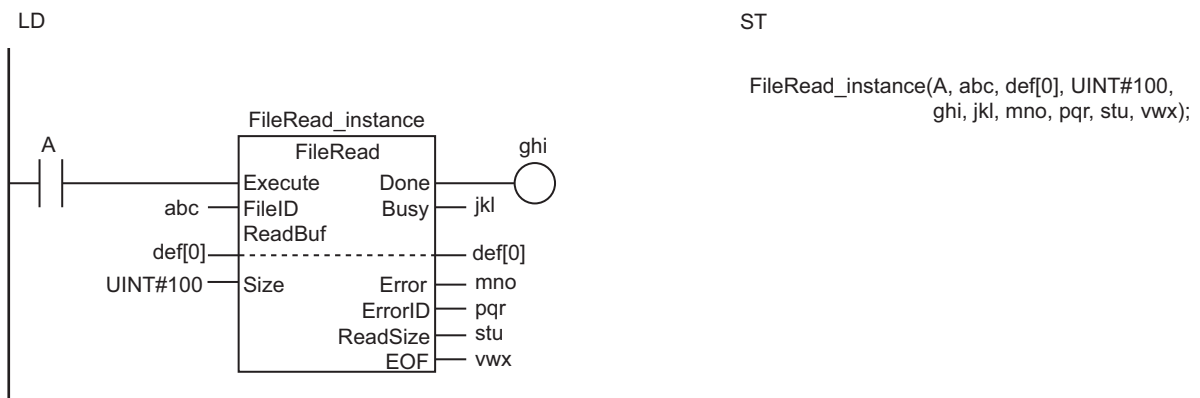 LD
ST
FileRead_instance(A, abc, def[0], UINT#100,
ghi, jkl, mno, pqr, stu, vwx);
FileRead_instance
A
FileRead
ghi
Execute Done
abc FileID Busy jkl
ReadBuf
def[0] def[0]
UINT#100 Size Error mno
ErrorID pqr
ReadSize stu
EOF vwx